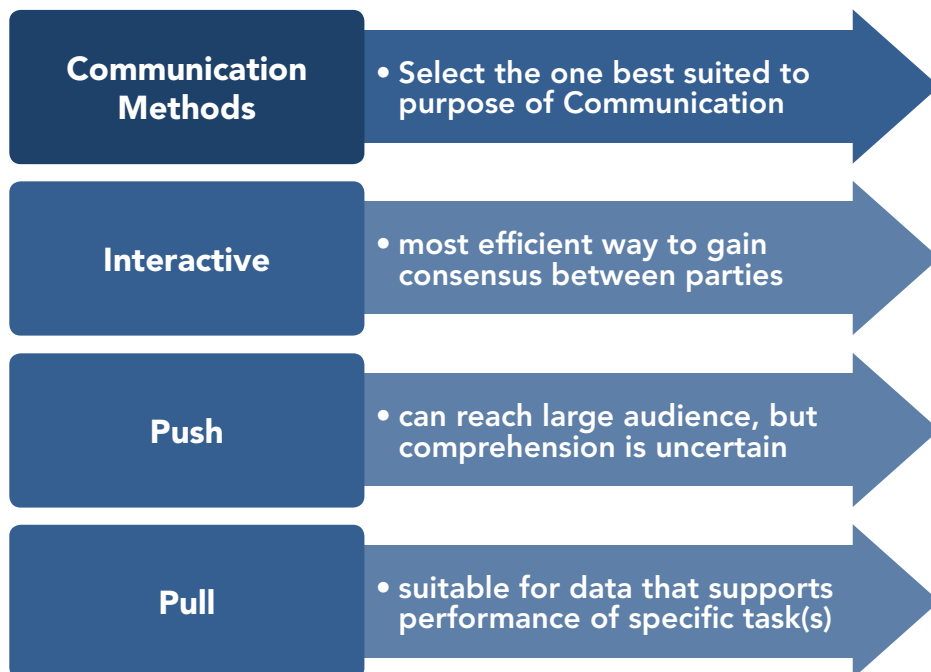 Communication
Methods
• Select the one best suited to
purpose of Communication
Interactive
• most efficient way to gain
consensus between parties
Push
• can reach large audience, but
comprehension is uncertain
Pull
• suitable for data that supports
performance of specific task(s)